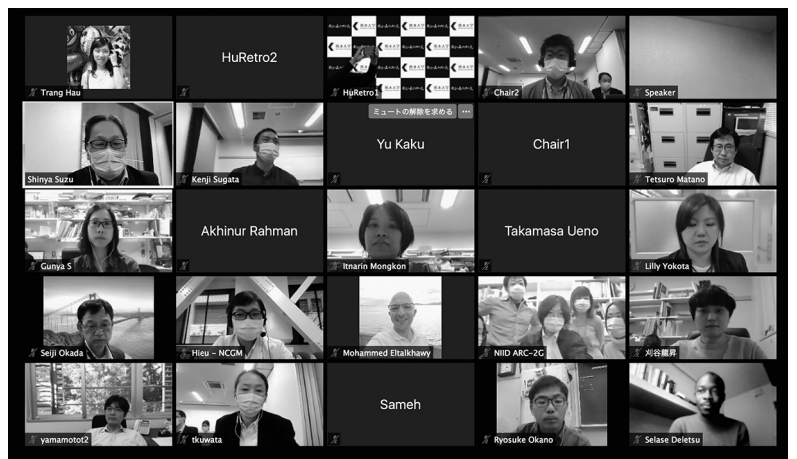 Trang Hau
HuRetro2
HuRetro1
Chair2
Speaker
Shinya Suzu
Kenji Sugata
ミュートの解除を求める
Yu Kaku
Chair1
Tetsuro Matano
Gunya S
Akhinur Rahman
Itnarin Mongkon
Takamasa Ueno
Lilly Yokota
Seiji Okada
Hieu - NCGM
Mohammed Eltalkhawy
NIID ARC-2G
刈谷龍昇
yamamotot2
tkuwata
Sameh
Ryosuke Okano
Selase Deletsu